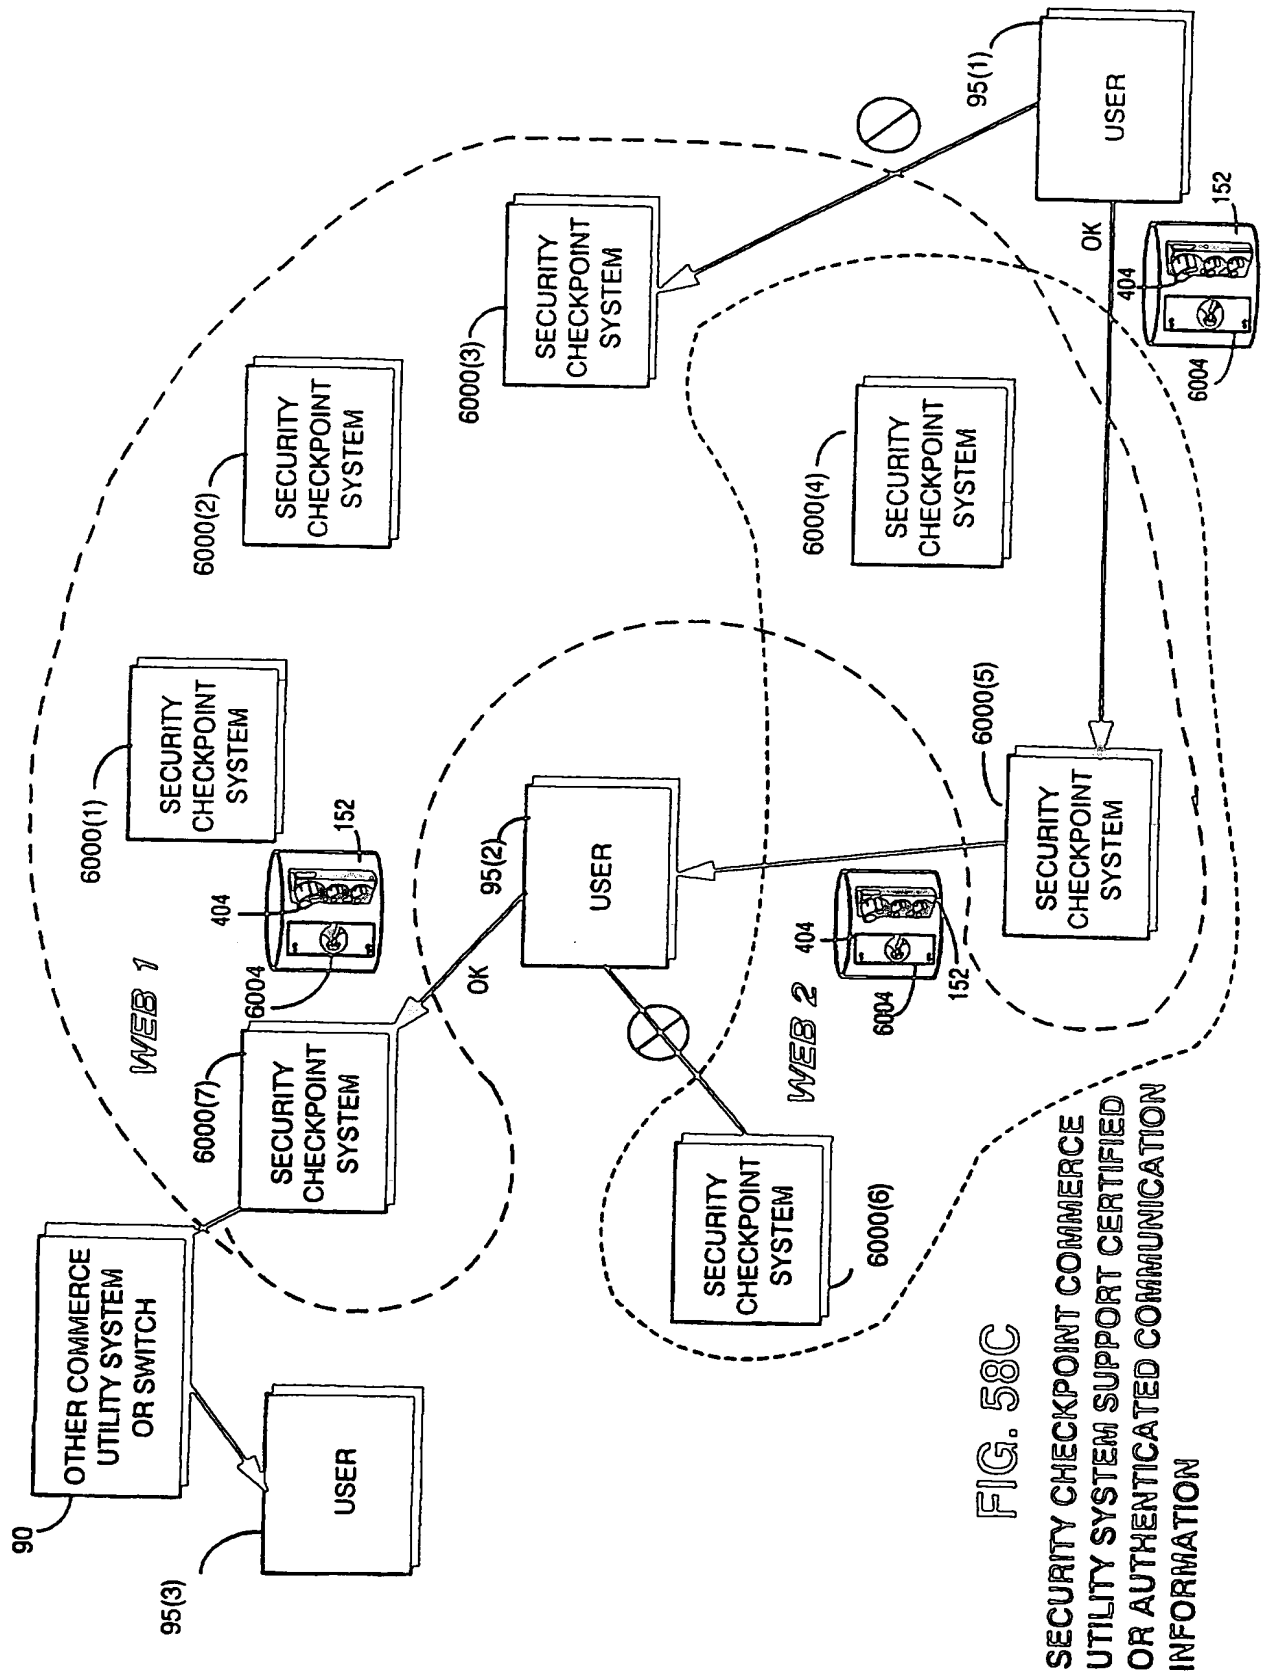 90
OTHER COMMERCE
UTILITY SYSTEM
OR SWITCH
95(3)
USER
WEB 1
6000(1)
SECURITY
CHECKPOINT
SYSTEM
6000(2)
SECURITY
CHECKPOINT
SYSTEM
6000(3)
SECURITY
CHECKPOINT
SYSTEM
6000(7)
SECURITY
CHECKPOINT
SYSTEM
404
152
6004
OK
95(2)
USER
95(1)
USER
OK
404
152
6004
6000(4)
SECURITY
CHECKPOINT
SYSTEM
WEB 2
404
6004
152
6000(5)
SECURITY
CHECKPOINT
SYSTEM
SECURITY
CHECKPOINT
SYSTEM
6000(6)
FIG. 58C
SECURITY CHECKPOINT COMMERCE
UTILITY SYSTEM SUPPORT CERTIFIED
OR AUTHENTICATED COMMUNICATION
INFORMATION